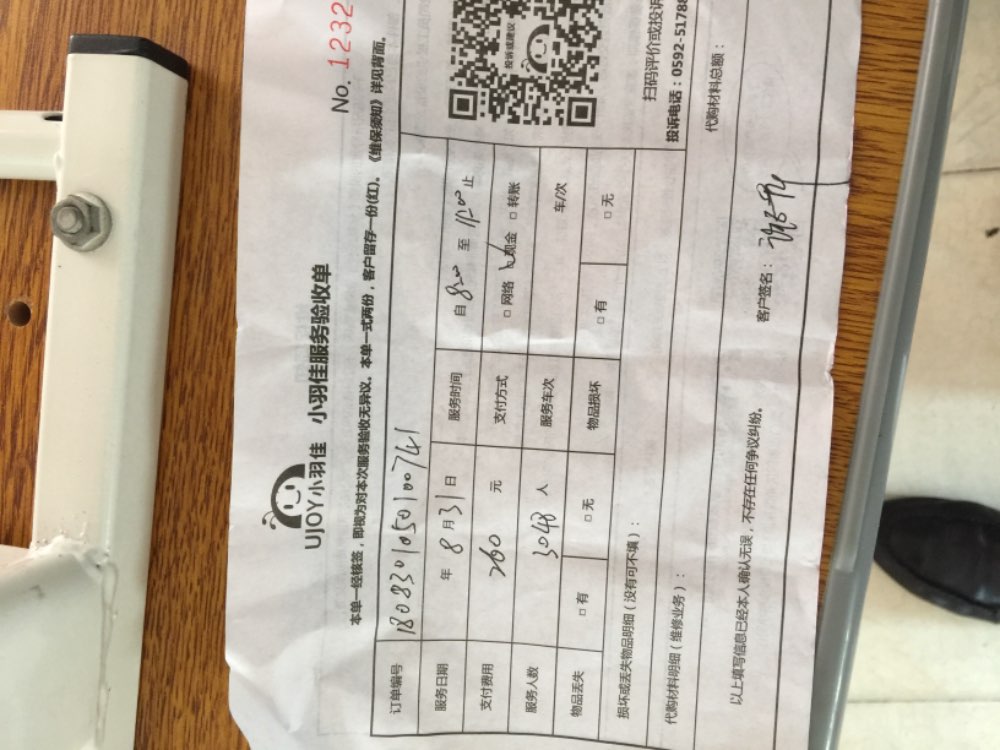 No. 1232
UJOY小羽佳 小羽佳服务验收单
本单一经核签，即视为对本次服务验收无异议。本单一式两份，客户留存一份(红)。《维保须知》详见背面。
订单编号 180830105010074 1
服务日期 年 8 月 31 日 服务时间 自 8:00 至 12:00 止
支付费用 260 元 支付方式 □ 网络 □ 现金 □ 转账
服务人数 3048 人 服务车次 车/次
物品丢失 □ 有 □ 无 物品损坏 □ 有 □ 无
损坏或丢失物品明细（没有可不填）：
投诉或建议
扫码评价或投诉
投诉电话：0592-5178
代购材料明细（维修业务）： 代购材料总额：
以上填写信息已经本人确认无误，不存在任何争议纠纷。 客户签名：